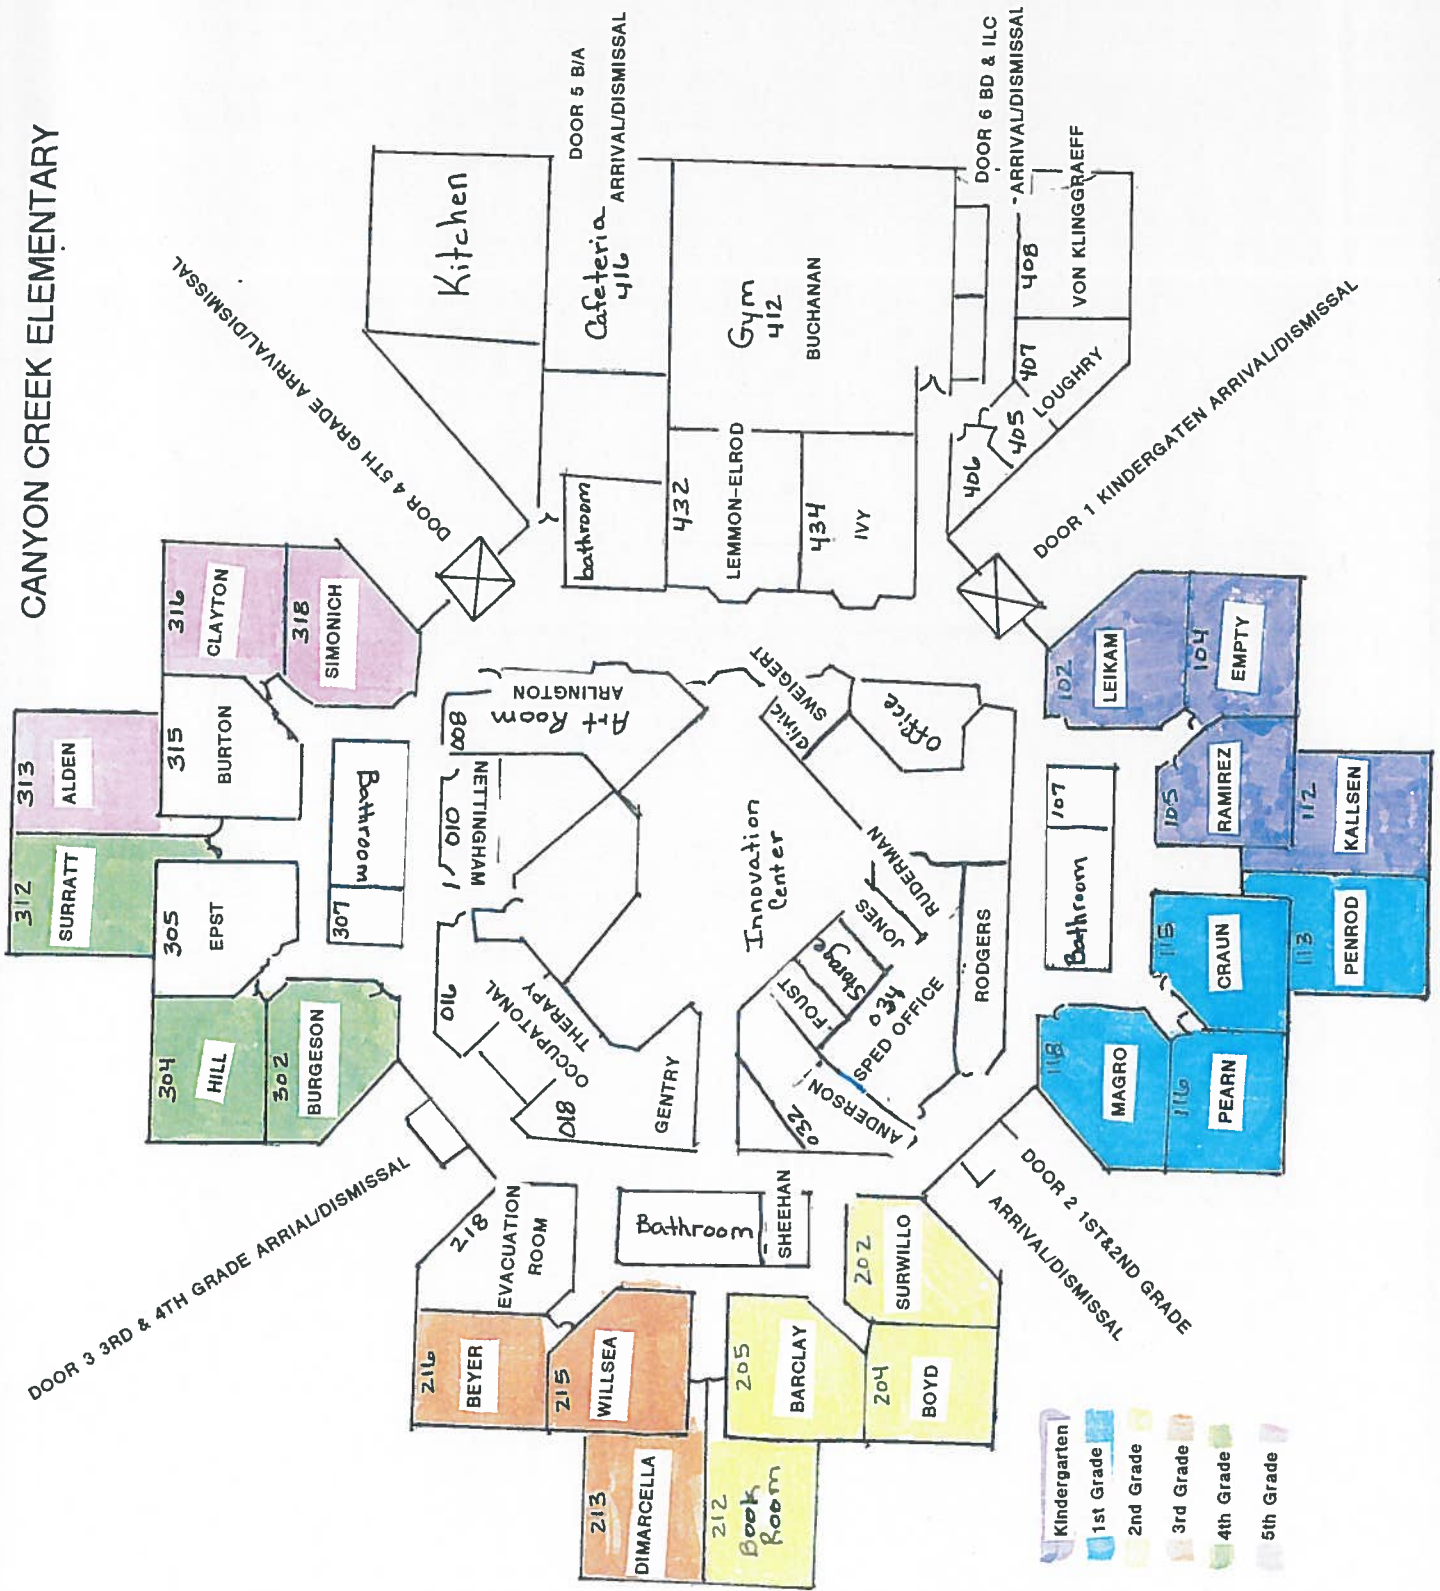 CANYON CREEK ELEMENTARY
DOOR 4 5TH GRADE ARRIVAL/DISMISSAL
DOOR 5 B/A
ARRIVAL/DISMISSAL
DOOR 6 BD & ILC
ARRIVAL/DISMISSAL
DOOR 1 KINDERGATEN ARRIVAL/DISMISSAL
DOOR 2 1ST&2ND GRADE
ARRIVAL/DISMISSAL
DOOR 3 3RD & 4TH GRADE ARRIAL/DISMISSAL
Kitchen
Cafeteria
416
Gym
412
BUCHANAN
408
VON KLINGGRAEFF
407
LOUGHRY
405
406
bathroom
432
LEMMON-ELROD
434
IVY
316
CLAYTON
318
SIMONICH
315
BURTON
313
ALDEN
312
SURRATT
305
EPST
304
HILL
302
BURGESON
Bathroom
307
008
Art Room
ARLINGTON
010
NETTINGHAM
016
OCCUPATONAL
THERAPY
018
GENTRY
Innovation
Center
Clinic
SWEIGERT
Office
RUDERMAN
JONES
Storage
FOUST
034
SPED OFFICE
RODGERS
ANDERSON
032
102
LEIKAM
104
EMPTY
105
RAMIREZ
112
KALLSEN
107
Bathroom
115
CRAUN
113
PENROD
118
MAGRO
116
PEARN
218
EVACUATION
ROOM
Bathroom
SHEEHAN
202
SURWILLO
204
BOYD
205
BARCLAY
212
Book
Room
213
DIMARCELLA
215
WILLSEA
216
BEYER
Kindergarten
1st Grade
2nd Grade
3rd Grade
4th Grade
5th Grade